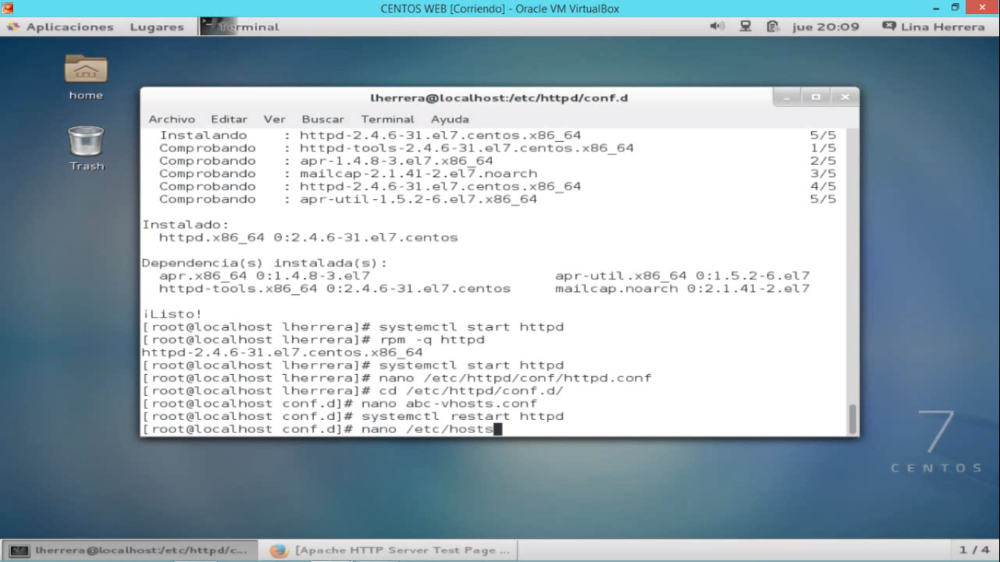 CENTOS WEB [Corriendo] - Oracle VM VirtualBox
Aplicaciones Lugares Terminal jue 20:09 Lina Herrera
home
Trash
lherrera@localhost:/etc/httpd/conf.d
Archivo Editar Ver Buscar Terminal Ayuda
Instalando : httpd-2.4.6-31.el7.centos.x86_64 5/5
Comprobando : httpd-tools-2.4.6-31.el7.centos.x86_64 1/5
Comprobando : apr-1.4.8-3.el7.x86_64 2/5
Comprobando : mailcap-2.1.41-2.el7.noarch 3/5
Comprobando : httpd-2.4.6-31.el7.centos.x86_64 4/5
Comprobando : apr-util-1.5.2-6.el7.x86_64 5/5
Instalado:
httpd.x86_64 0:2.4.6-31.el7.centos
Dependencia(s) instalada(s):
apr.x86_64 0:1.4.8-3.el7 apr-util.x86_64 0:1.5.2-6.el7
httpd-tools.x86_64 0:2.4.6-31.el7.centos mailcap.noarch 0:2.1.41-2.el7
¡Listo!
[root@localhost lherrera]# systemctl start httpd
[root@localhost lherrera]# rpm -q httpd
httpd-2.4.6-31.el7.centos.x86_64
[root@localhost lherrera]# systemctl start httpd
[root@localhost lherrera]# nano /etc/httpd/conf/httpd.conf
[root@localhost lherrera]# cd /etc/httpd/conf.d/
[root@localhost conf.d]# nano abc-vhosts.conf
[root@localhost conf.d]# systemctl restart httpd
[root@localhost conf.d]# nano /etc/hosts
7
CENTOS
lherrera@localhost:/etc/httpd/c... [Apache HTTP Server Test Page ... 1 / 4